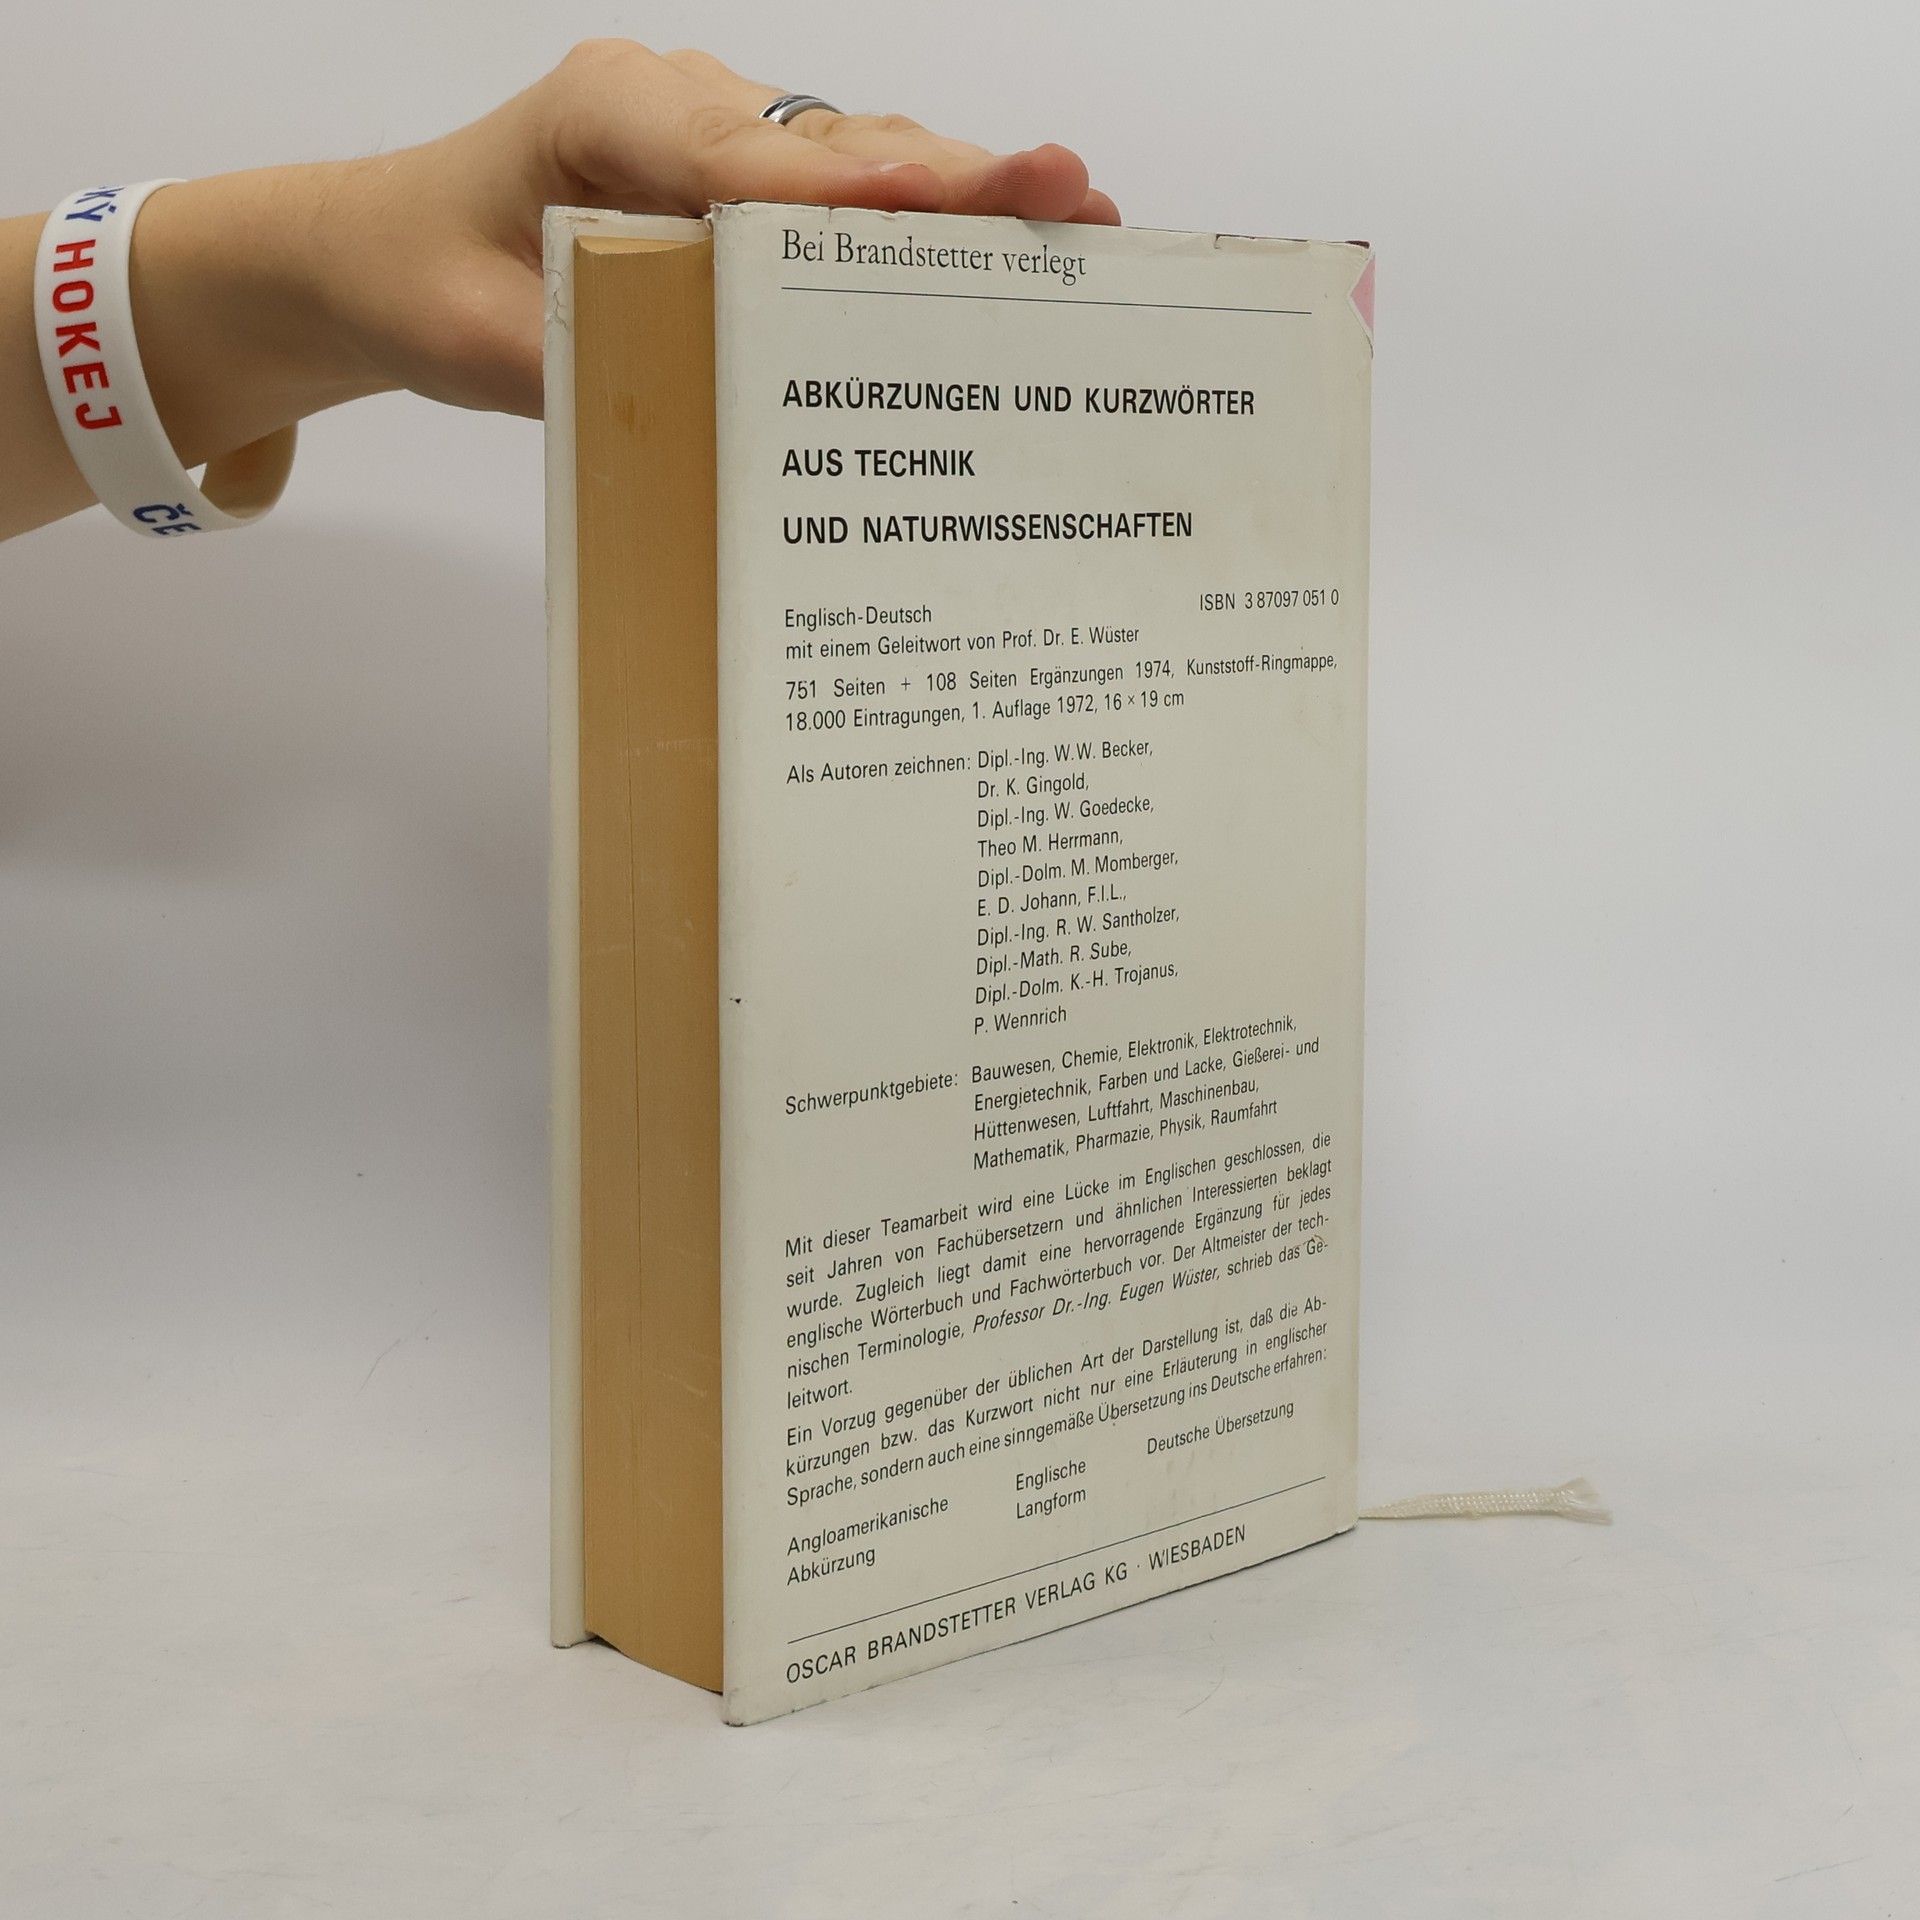 KÝ HOKEJ
ČE
Bei Brandstetter verlegt
ABKÜRZUNGEN UND KURZWÖRTER
AUS TECHNIK
UND NATURWISSENSCHAFTEN
Englisch-Deutsch
ISBN 3 87097 051 0
mit einem Geleitwort von Prof. Dr. E. Wüster
751 Seiten + 108 Seiten Ergänzungen 1974, Kunststoff-Ringmappe,
18.000 Eintragungen, 1. Auflage 1972, 16 × 19 cm
Als Autoren zeichnen: Dipl.-Ing. W.W. Becker,
Dr. K. Gingold,
Dipl.-Ing. W. Goedecke,
Theo M. Herrmann,
Dipl.-Dolm. M. Momberger,
E. D. Johann, F.I.L.,
Dipl.-Ing. R. W. Santholzer,
Dipl.-Math. R. Sube,
Dipl.-Dolm. K.-H. Trojanus,
P. Wennrich
Schwerpunktgebiete: Bauwesen, Chemie, Elektronik, Elektrotechnik,
Energietechnik, Farben und Lacke, Gießerei- und
Hüttenwesen, Luftfahrt, Maschinenbau,
Mathematik, Pharmazie, Physik, Raumfahrt
Mit dieser Teamarbeit wird eine Lücke im Englischen geschlossen, die
seit Jahren von Fachübersetzern und ähnlichen Interessierten beklagt
wurde. Zugleich liegt damit eine hervorragende Ergänzung für jedes
englische Wörterbuch und Fachwörterbuch vor. Der Altmeister der tech-
nischen Terminologie, Professor Dr.-Ing. Eugen Wüster, schrieb das Ge-
leitwort.
Ein Vorzug gegenüber der üblichen Art der Darstellung ist, daß die Ab-
kürzungen bzw. das Kurzwort nicht nur eine Erläuterung in englischer
Sprache, sondern auch eine sinngemäße Übersetzung ins Deutsche erfahren:
Angloamerikanische
Abkürzung
Englische
Langform
Deutsche Übersetzung
OSCAR BRANDSTETTER VERLAG KG · WIESBADEN